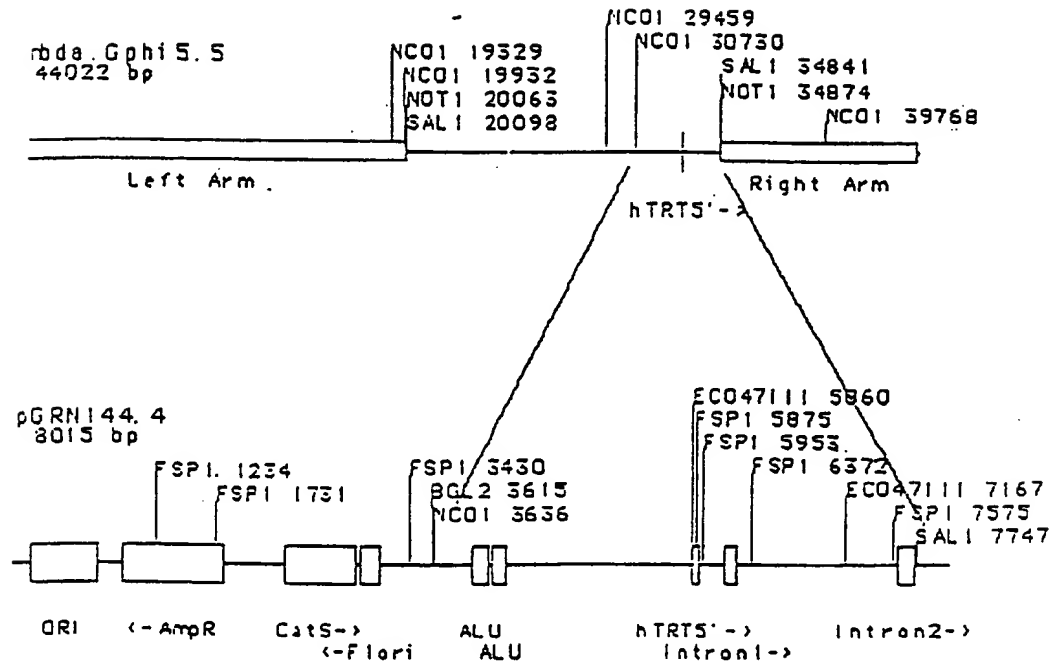 NCO1 29459
NCO1 30730
rbda.Gphi5.5
44022 bp
NCO1 19329
NCO1 19932
NOT1 20063
SAL1 20098
SAL1 34841
NOT1 34874
NCO1 39768
Left Arm.
Right Arm
hTRT5'->
pGRN144.4
8015 bp
FSP1. 1234
FSP1 1731
FSP1 3430
BGL2 3615
NCO1 3636
ECO47111 5860
FSP1 5875
FSP1 5953
FSP1 6372
ECO47111 7167
FSP1 7575
SAL1 7747
ORI
<-AmpR
CatS->
<-Flori
ALU
ALU
hTRT5'->
Intron1->
Intron2->